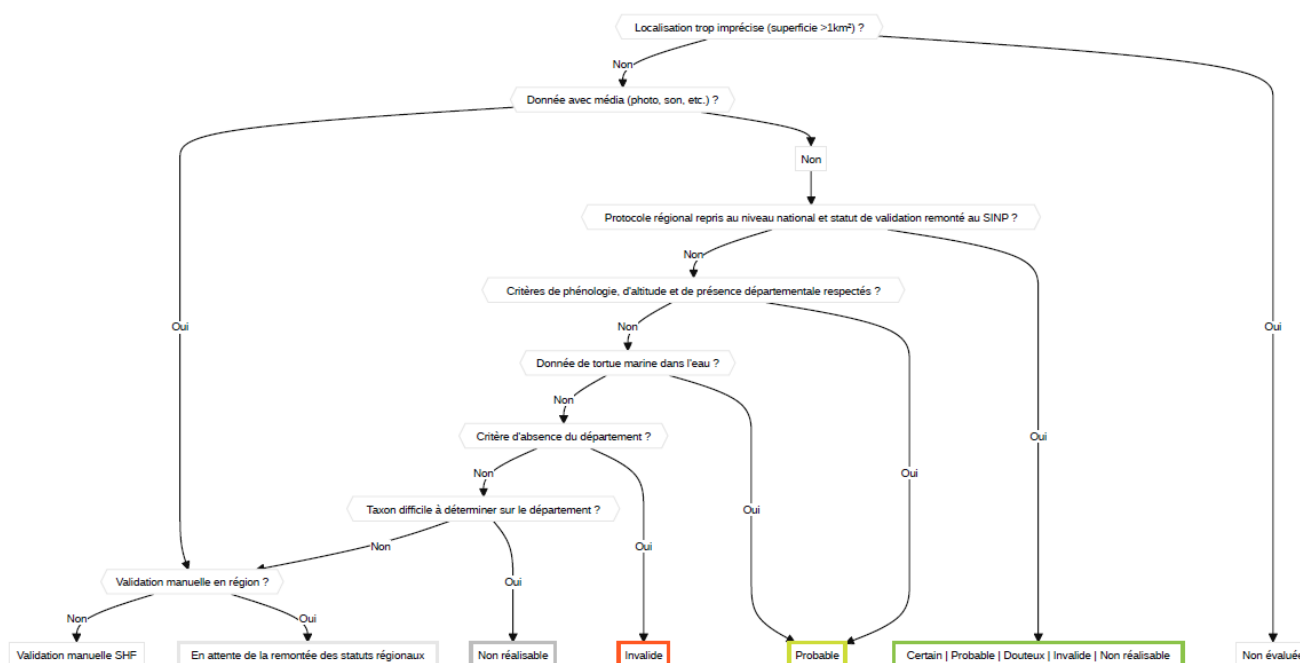 Localisation trop imprécise (superficie >1km²) ?
Non
Donnée avec média (photo, son, etc.) ?
Non
Protocole régional repris au niveau national et statut de validation remonté au SINP ?
Non
Critères de phénologie, d'altitude et de présence départementale respectés ?
Oui
Non
Oui
Donnée de tortue marine dans l'eau ?
Non
Critère d'absence du département ?
Oui
Non
Oui
Taxon difficile à déterminer sur le département ?
Oui
Non
Oui
Validation manuelle en région ?
Oui
Non
Oui
Validation manuelle SHF
En attente de la remontée des statuts régionaux
Non réalisable
Invalide
Probable
Certain | Probable | Douteux | Invalide | Non réalisable
Non évaluée